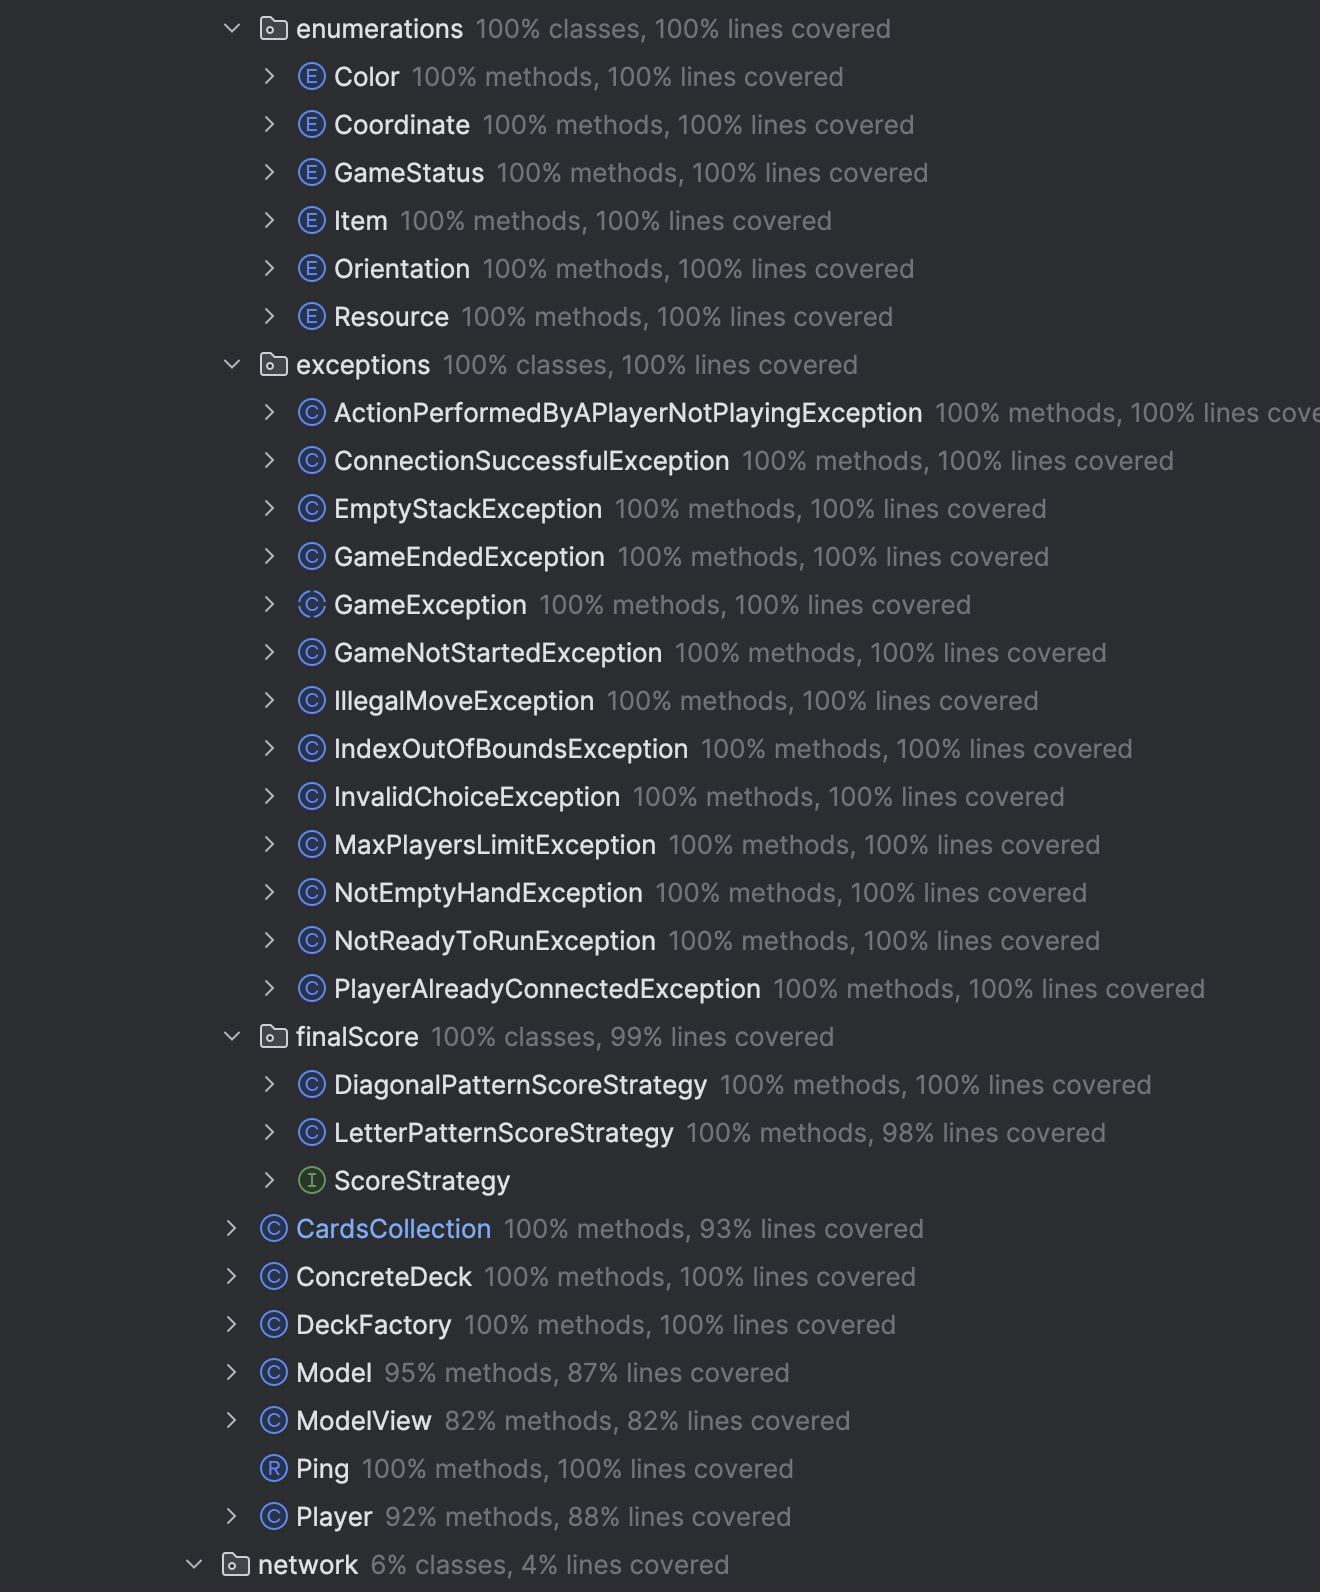 enumerations 100% classes, 100% lines covered
E Color 100% methods, 100% lines covered
E Coordinate 100% methods, 100% lines covered
E GameStatus 100% methods, 100% lines covered
E Item 100% methods, 100% lines covered
E Orientation 100% methods, 100% lines covered
E Resource 100% methods, 100% lines covered
exceptions 100% classes, 100% lines covered
C ActionPerformedByAPlayerNotPlayingException 100% methods, 100% lines cove
C ConnectionSuccessfulException 100% methods, 100% lines covered
C EmptyStackException 100% methods, 100% lines covered
C GameEndedException 100% methods, 100% lines covered
C GameException 100% methods, 100% lines covered
C GameNotStartedException 100% methods, 100% lines covered
C IllegalMoveException 100% methods, 100% lines covered
C IndexOutOfBoundsException 100% methods, 100% lines covered
C InvalidChoiceException 100% methods, 100% lines covered
C MaxPlayersLimitException 100% methods, 100% lines covered
C NotEmptyHandException 100% methods, 100% lines covered
C NotReadyToRunException 100% methods, 100% lines covered
C PlayerAlreadyConnectedException 100% methods, 100% lines covered
finalScore 100% classes, 99% lines covered
C DiagonalPatternScoreStrategy 100% methods, 100% lines covered
C LetterPatternScoreStrategy 100% methods, 98% lines covered
I ScoreStrategy
C CardsCollection 100% methods, 93% lines covered
C ConcreteDeck 100% methods, 100% lines covered
C DeckFactory 100% methods, 100% lines covered
C Model 95% methods, 87% lines covered
C ModelView 82% methods, 82% lines covered
R Ping 100% methods, 100% lines covered
C Player 92% methods, 88% lines covered
network 6% classes, 4% lines covered